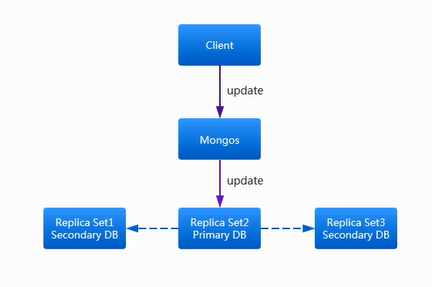 Client
update
Mongos
update
Replica Set1
Secondary DB
Replica Set2
Primary DB
Replica Set3
Secondary DB